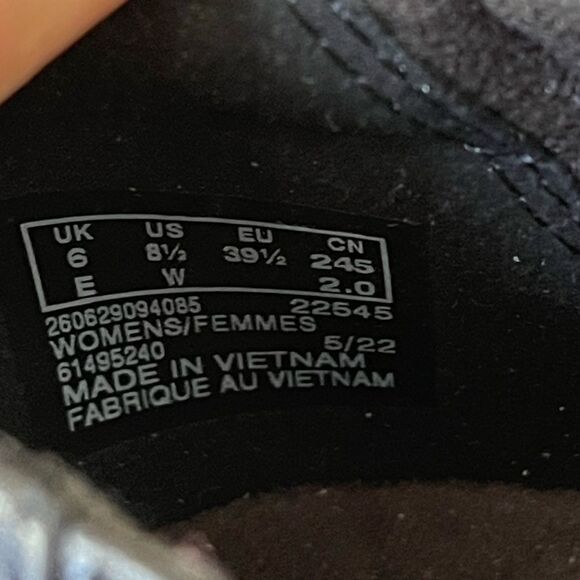 UK US EU CN
6 8½ 39½ 245
E W 2.0
260629094085 22545
WOMENS/FEMMES
61495240 5/22
MADE IN VIETNAM
FABRIQUE AU VIETNAM